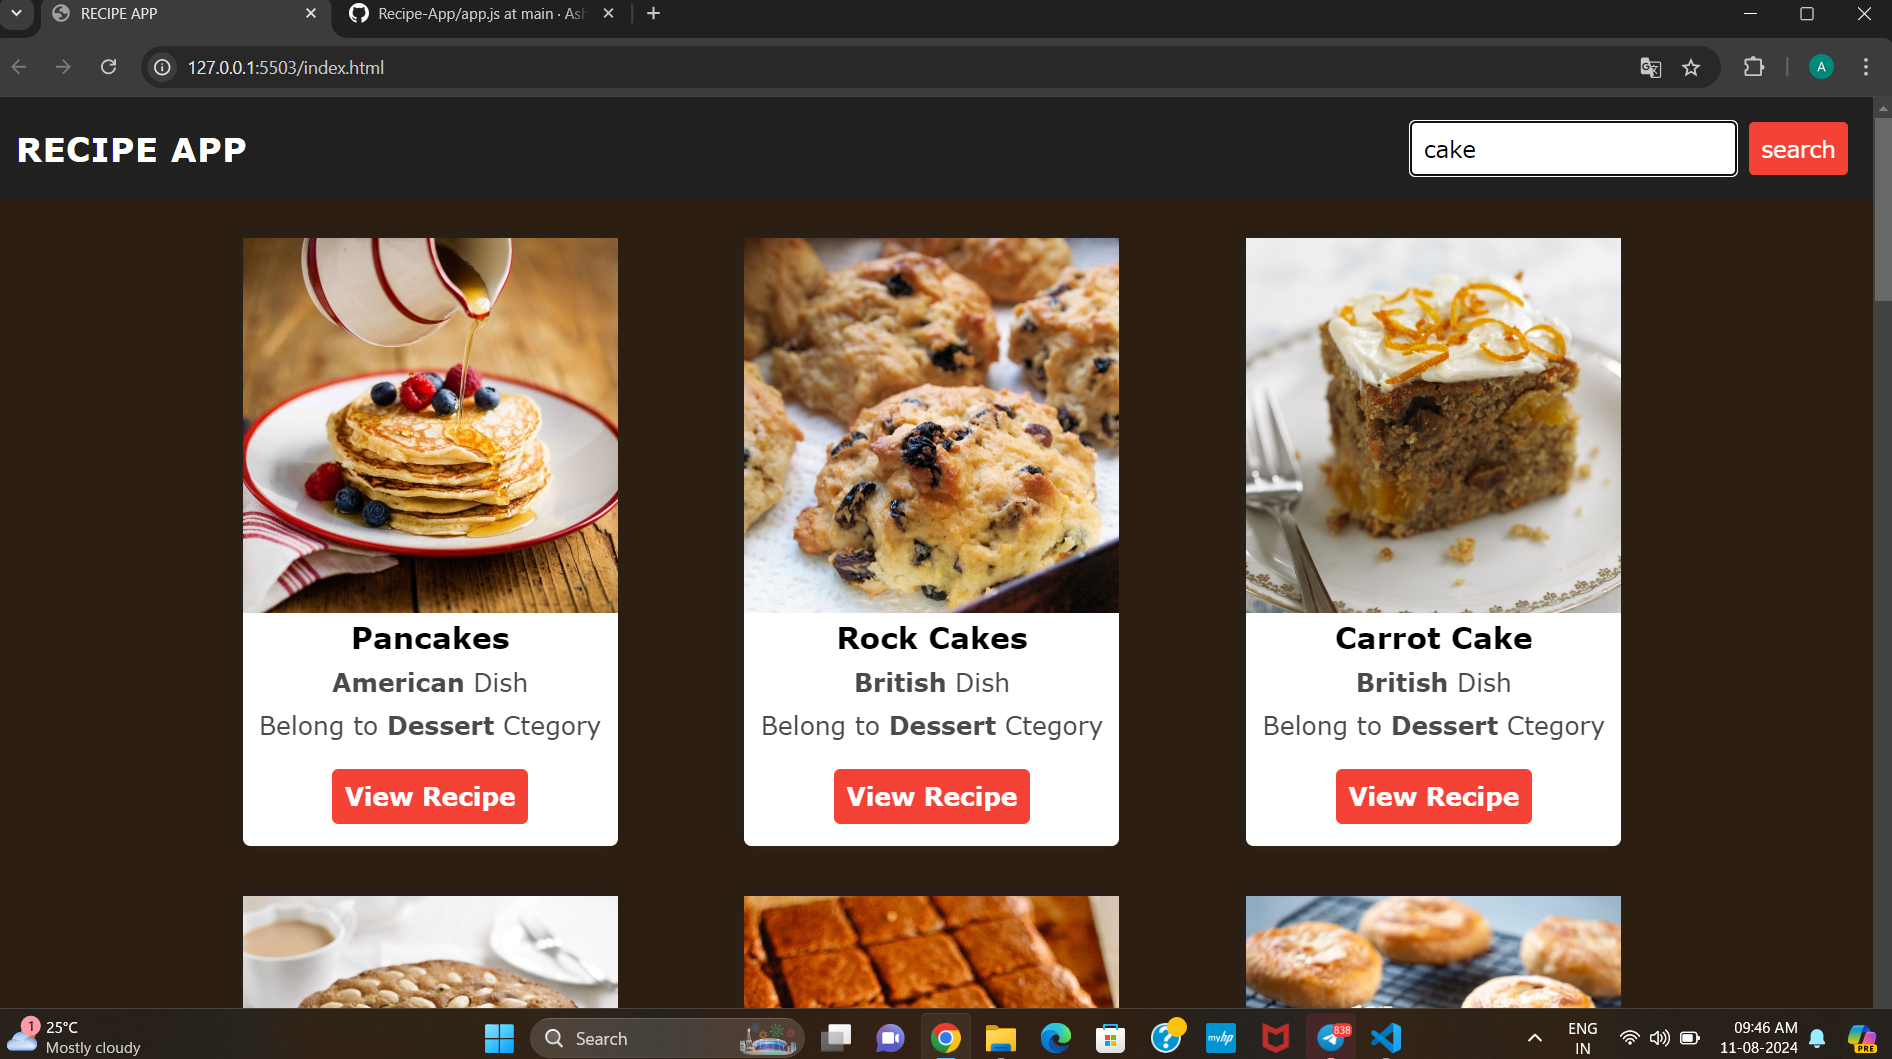 RECIPE APP
Recipe-App/app.js at main · Ash
127.0.0.1:5503/index.html
A
RECIPE APP
cake
search
Pancakes
American Dish
Belong to Dessert Ctegory
View Recipe
Rock Cakes
British Dish
Belong to Dessert Ctegory
View Recipe
Carrot Cake
British Dish
Belong to Dessert Ctegory
View Recipe
1
25°C
Mostly cloudy
Search
myhp
838
PRE
ENG
IN
09:46 AM
11-08-2024